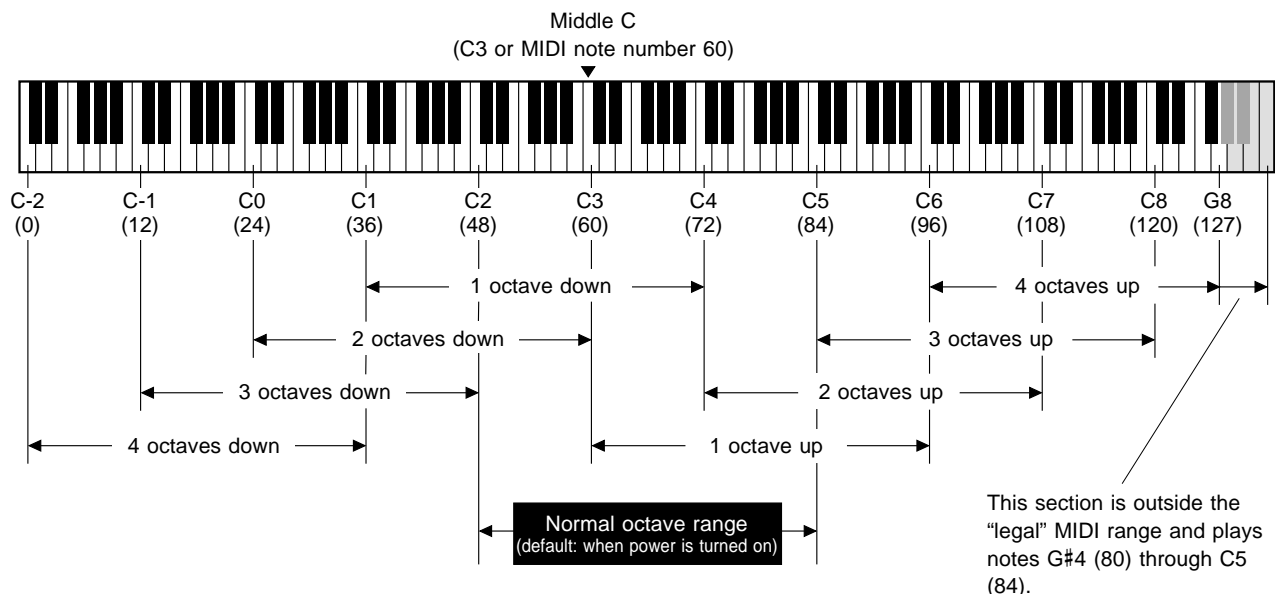 Middle C
(C3 or MIDI note number 60)
C-2 C-1 C0 C1 C2 C3 C4 C5 C6 C7 C8 G8
(0) (12) (24) (36) (48) (60) (72) (84) (96) (108) (120) (127)
1 octave down
4 octaves up
2 octaves down
3 octaves up
3 octaves down
2 octaves up
4 octaves down
1 octave up
Normal octave range
(default: when power is turned on)
This section is outside the
“legal” MIDI range and plays
notes G#4 (80) through C5
(84).